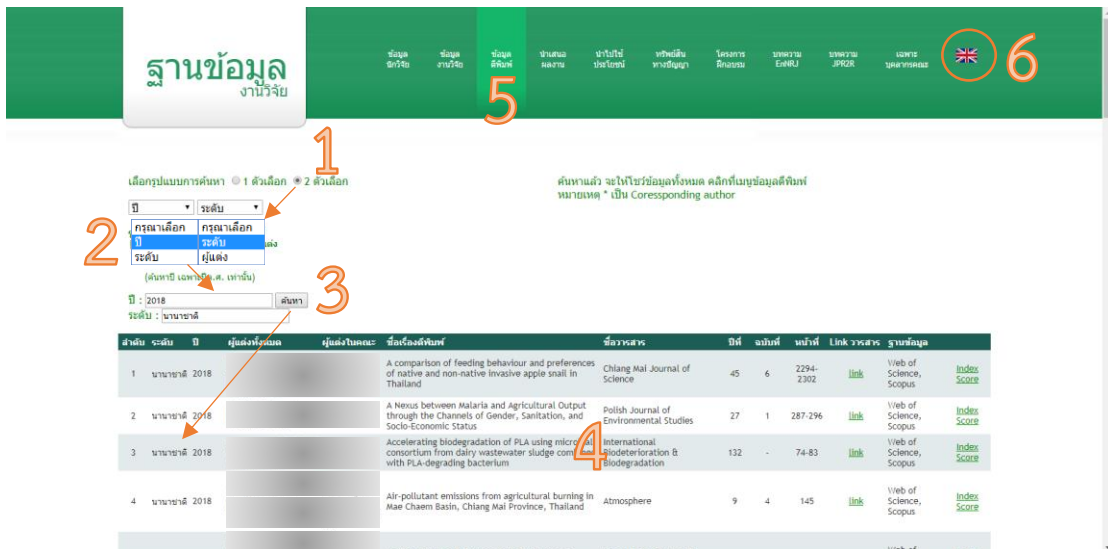 ฐานข้อมูล
งานวิจัย
ข้อมูล นักวิจัย
ข้อมูล งานวิจัย
ข้อมูล ตีพิมพ์
นำเสนอ ผลงาน
นำไปใช้ ประโยชน์
ทรัพย์สิน ทางปัญญา
โครงการ ฝึกอบรม
บทความ EnNRJ
บทความ JPR2R
เฉพาะ บุคลากรคณะ
6
5
1
เลือกรูปแบบการค้นหา 1 ตัวเลือก 2 ตัวเลือก
ค้นหาแล้ว จะให้โชว์ข้อมูลทั้งหมด คลิกที่เมนูข้อมูลตีพิมพ์
หมายเหตุ * เป็น Coressponding author
ปี ระดับ
2
กรุณาเลือก กรุณาเลือก
ปี ระดับ
ระดับ ผู้แต่ง
(ค้นหาปี เฉพาะปี ค.ศ. เท่านั้น)
3
ปี : 2018 ค้นหา
ระดับ : นานาชาติ
ลำดับ ระดับ ปี ผู้แต่งทั้งหมด ผู้แต่งในคณะ ชื่อเรื่องตีพิมพ์ ชื่อวารสาร ปีที่ ฉบับที่ หน้าที่ Link วารสาร ฐานข้อมูล
1 นานาชาติ 2018 A comparison of feeding behaviour and preferences of native and non-native invasive apple snail in Thailand Chiang Mai Journal of Science 45 6 2294-2302 link Web of Science, Scopus Index Score
2 นานาชาติ 2018 A Nexus between Malaria and Agricultural Output through the Channels of Gender, Sanitation, and Socio-Economic Status Polish Journal of Environmental Studies 27 1 287-296 link Web of Science, Scopus Index Score
4
3 นานาชาติ 2018 Accelerating biodegradation of PLA using microbial consortium from dairy wastewater sludge combined with PLA-degrading bacterium International Biodeterioration & Biodegradation 132 - 74-83 link Web of Science, Scopus Index Score
4 นานาชาติ 2018 Air-pollutant emissions from agricultural burning in Mae Chaem Basin, Chiang Mai Province, Thailand Atmosphere 9 4 145 link Web of Science, Scopus Index Score